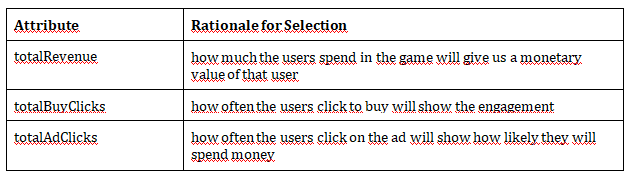 Attribute Rationale for Selection
totalRevenue how much the users spend in the game will give us a monetary
value of that user
totalBuyClicks how often the users click to buy will show the engagement
totalAdClicks how often the users click on the ad will show how likely they will
spend money